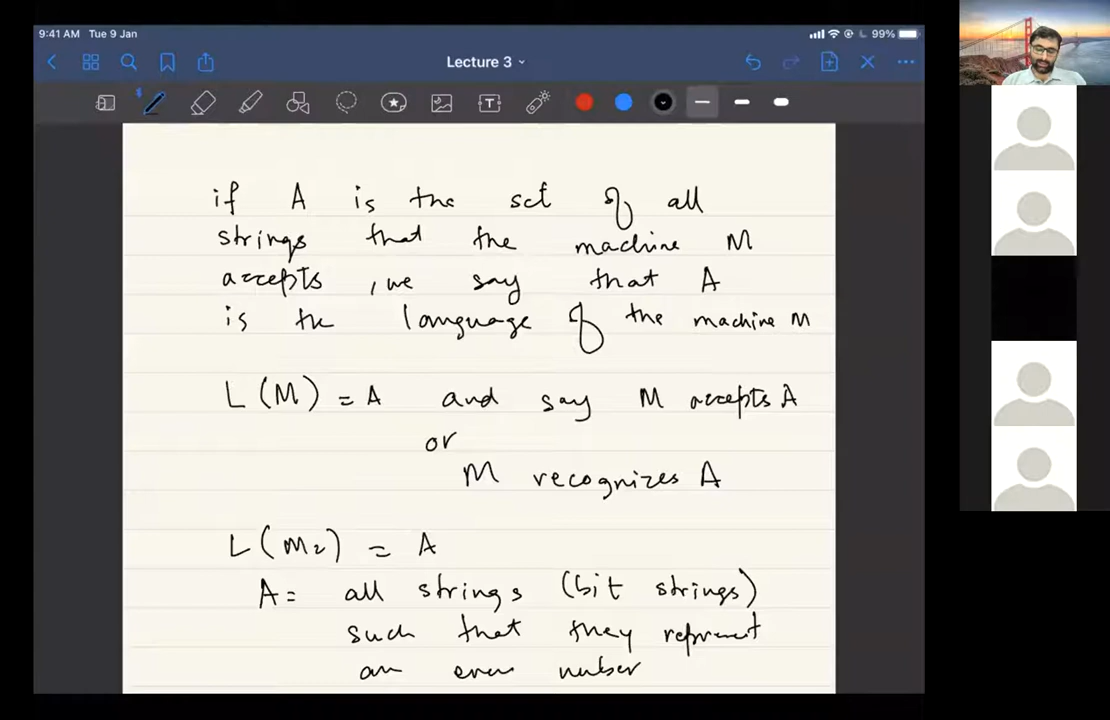 9:41 AM Tue 9 Jan
99%
Lecture 3
T
if A is the set of all
strings that the machine M
accepts, we say that A
is the language of the machine M
L(M) = A and say M accepts A
or
M recognizes A
L(M2) = A
A = all strings (bit strings)
such that they represent
an even number